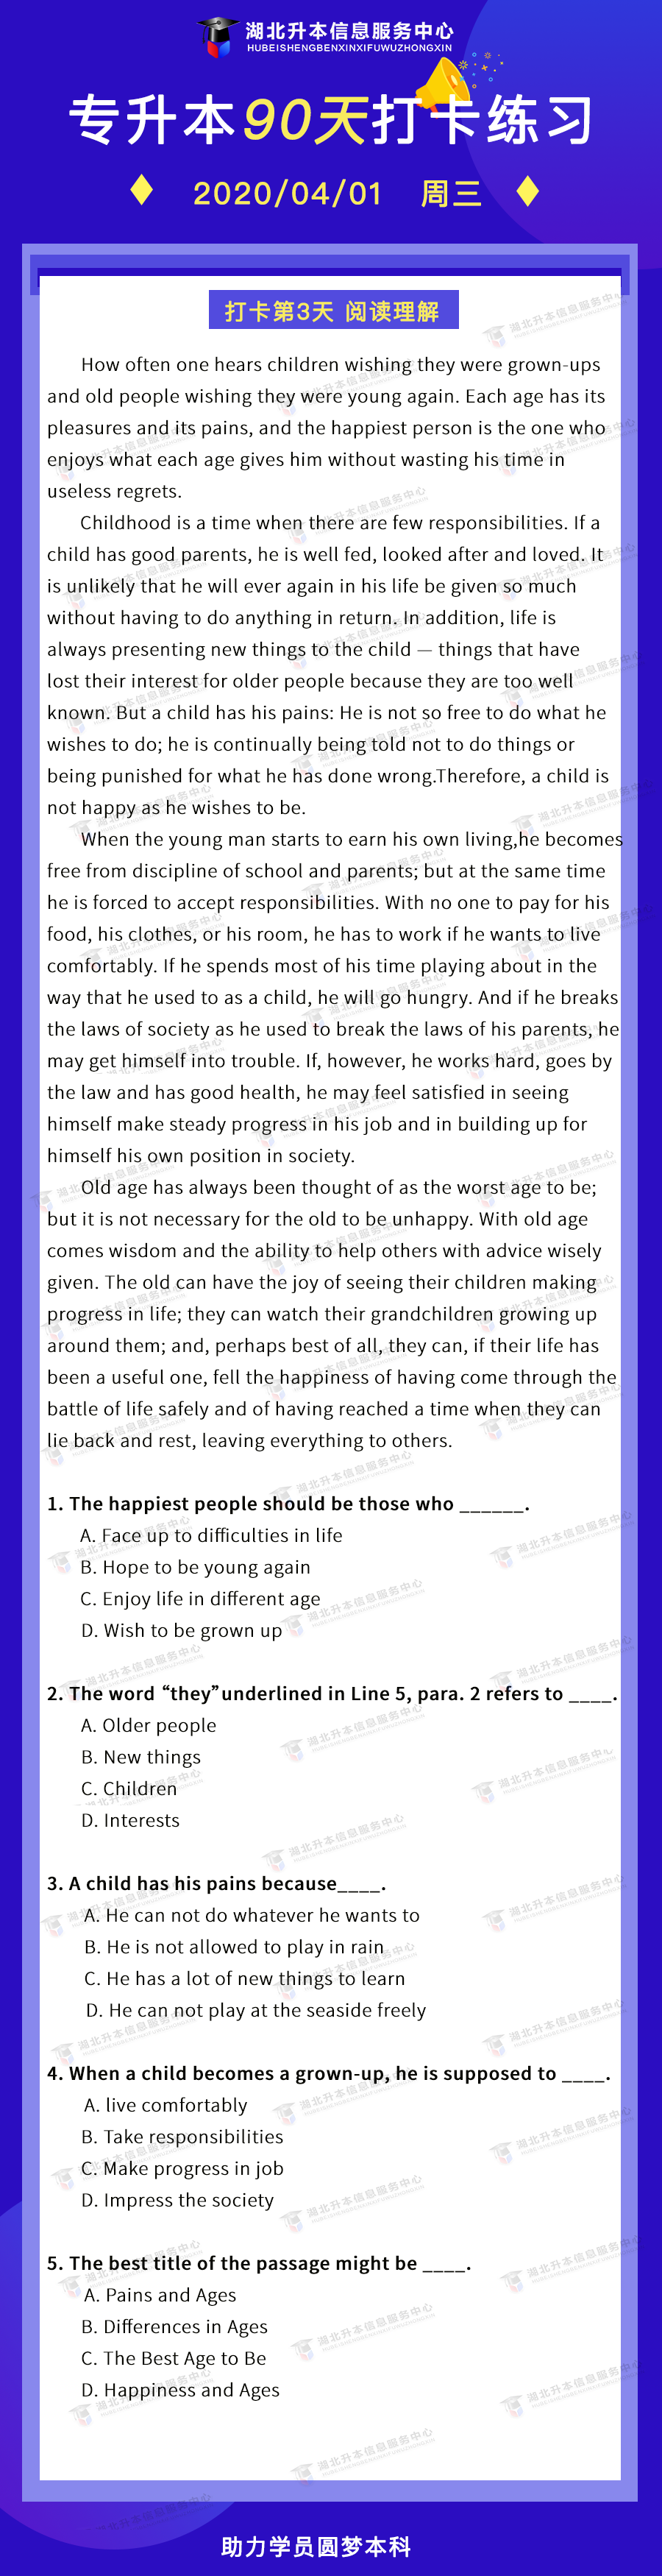 湖北升本信息服务中心
HUBEISHENGBENXINXIFUWUZHONGXIN
专升本90天打卡练习
2020/04/01 周三
打卡第3天 阅读理解
How often one hears children wishing they were grown-ups
and old people wishing they were young again. Each age has its
pleasures and its pains, and the happiest person is the one who
enjoys what each age gives him without wasting his time in
useless regrets.
Childhood is a time when there are few responsibilities. If a
child has good parents, he is well fed, looked after and loved. It
is unlikely that he will ever again in his life be given so much
without having to do anything in return. In addition, life is
always presenting new things to the child — things that have
lost their interest for older people because they are too well
known. But a child has his pains: He is not so free to do what he
wishes to do; he is continually being told not to do things or
being punished for what he has done wrong.Therefore, a child is
not happy as he wishes to be.
When the young man starts to earn his own living,he becomes
free from discipline of school and parents; but at the same time
he is forced to accept responsibilities. With no one to pay for his
food, his clothes, or his room, he has to work if he wants to live
comfortably. If he spends most of his time playing about in the
way that he used to as a child, he will go hungry. And if he breaks
the laws of society as he used to break the laws of his parents, he
may get himself into trouble. If, however, he works hard, goes by
the law and has good health, he may feel satisfied in seeing
himself make steady progress in his job and in building up for
himself his own position in society.
Old age has always been thought of as the worst age to be;
but it is not necessary for the old to be unhappy. With old age
comes wisdom and the ability to help others with advice wisely
given. The old can have the joy of seeing their children making
progress in life; they can watch their grandchildren growing up
around them; and, perhaps best of all, they can, if their life has
been a useful one, fell the happiness of having come through the
battle of life safely and of having reached a time when they can
lie back and rest, leaving everything to others.
1. The happiest people should be those who ______.
A. Face up to difficulties in life
B. Hope to be young again
C. Enjoy life in different age
D. Wish to be grown up
2. The word “they”underlined in Line 5, para. 2 refers to ____.
A. Older people
B. New things
C. Children
D. Interests
3. A child has his pains because____.
A. He can not do whatever he wants to
B. He is not allowed to play in rain
C. He has a lot of new things to learn
D. He can not play at the seaside freely
4. When a child becomes a grown-up, he is supposed to ____.
A. live comfortably
B. Take responsibilities
C. Make progress in job
D. Impress the society
5. The best title of the passage might be ____.
A. Pains and Ages
B. Differences in Ages
C. The Best Age to Be
D. Happiness and Ages
助力学员圆梦本科